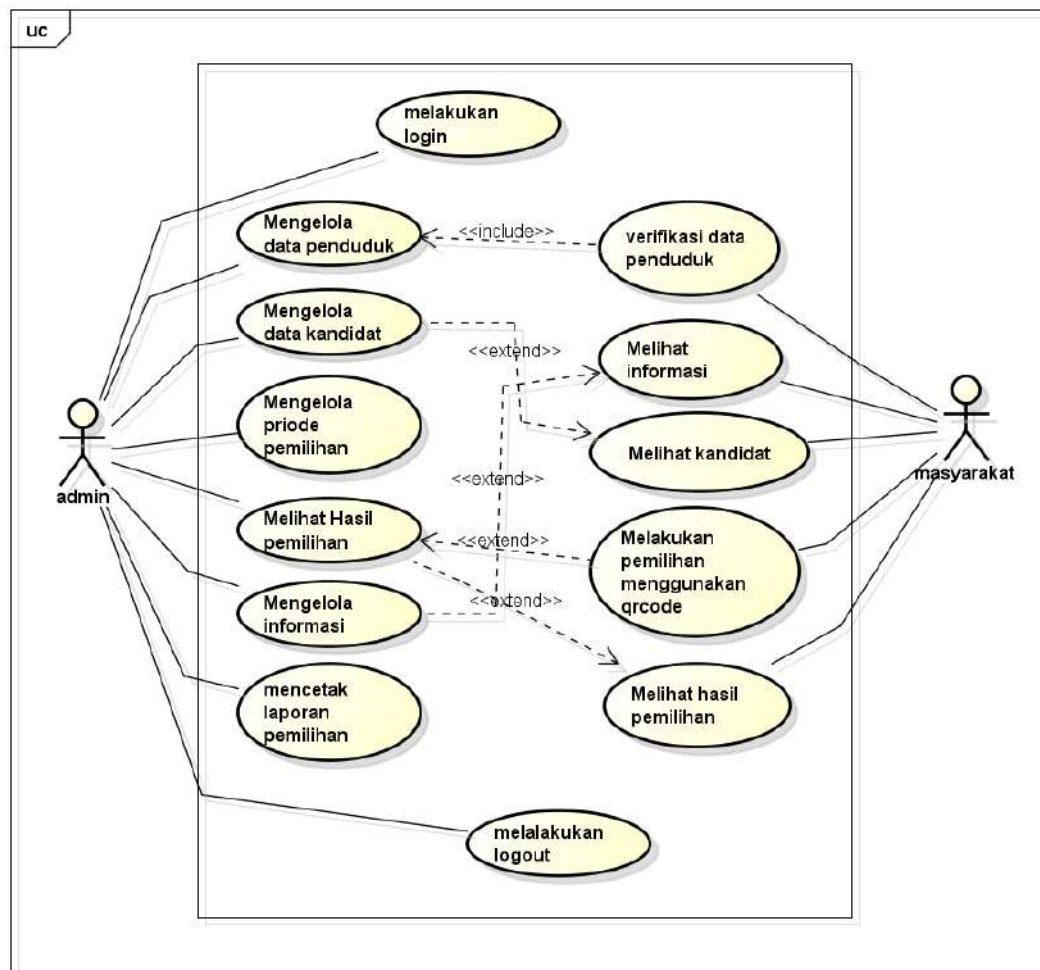 uc
melakukan
login
Mengelola
data penduduk
<<include>>
verifikasi data
penduduk
Mengelola
data kandidat
<<extend>>
Melihat
informasi
Mengelola
priode
pemilihan
Melihat kandidat
admin
masyarakat
<<extend>>
Melihat Hasil
pemilihan
<<extend>>
Melakukan
pemilihan
menggunakan
qrcode
Mengelola
informasi
<<extend>>
mencetak
laporan
pemilihan
Melihat hasil
pemilihan
melalakukan
logout